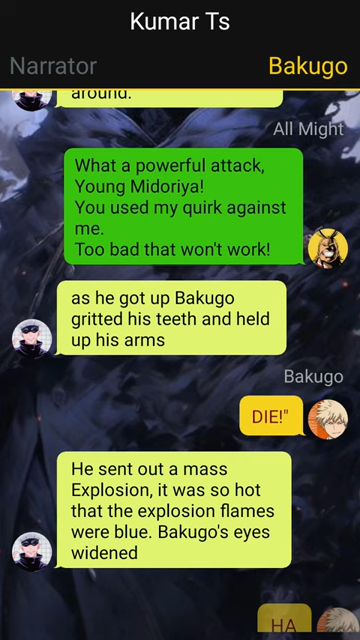 Kumar Ts
Narrator
Bakugo
around.
All Might
What a powerful attack,
Young Midoriya!
You used my quirk against
me.
Too bad that won't work!
as he got up Bakugo
gritted his teeth and held
up his arms
Bakugo
DIE!"
He sent out a mass
Explosion, it was so hot
that the explosion flames
were blue. Bakugo's eyes
widened
HA